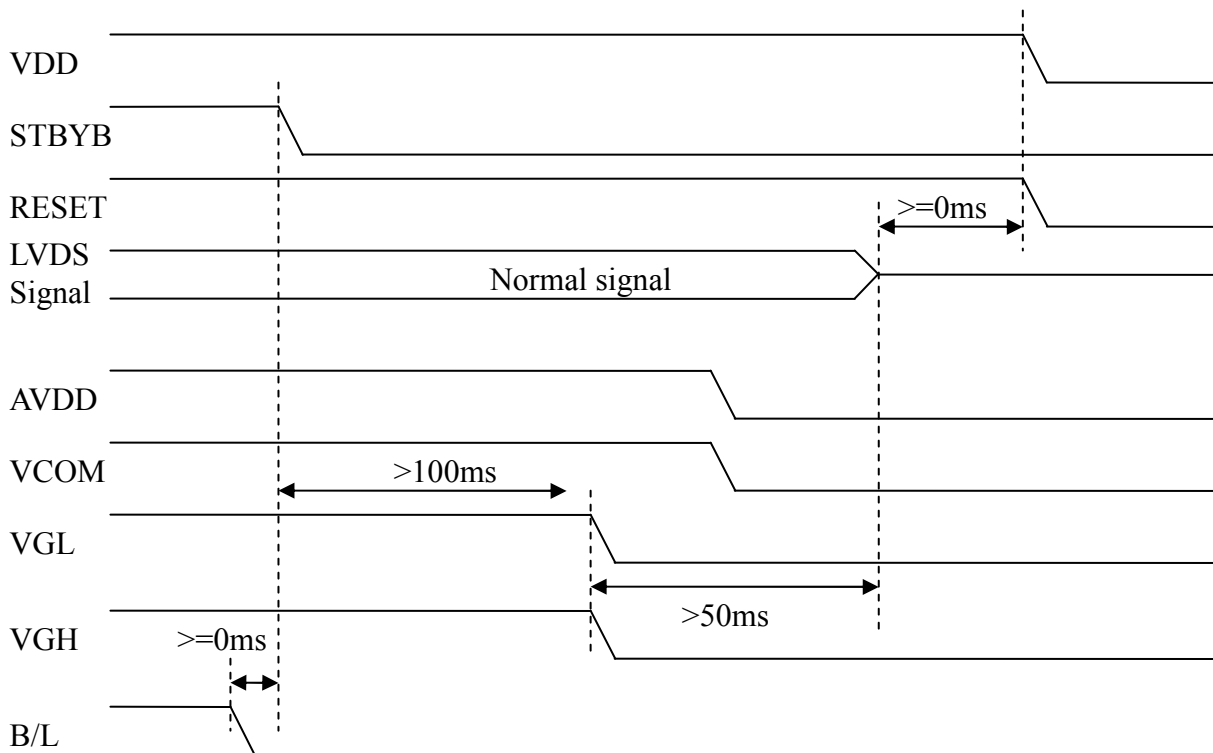 VDD
STBYB
RESET
>=0ms
LVDS
Signal
Normal signal
AVDD
VCOM
>100ms
VGL
>50ms
VGH
>=0ms
B/L